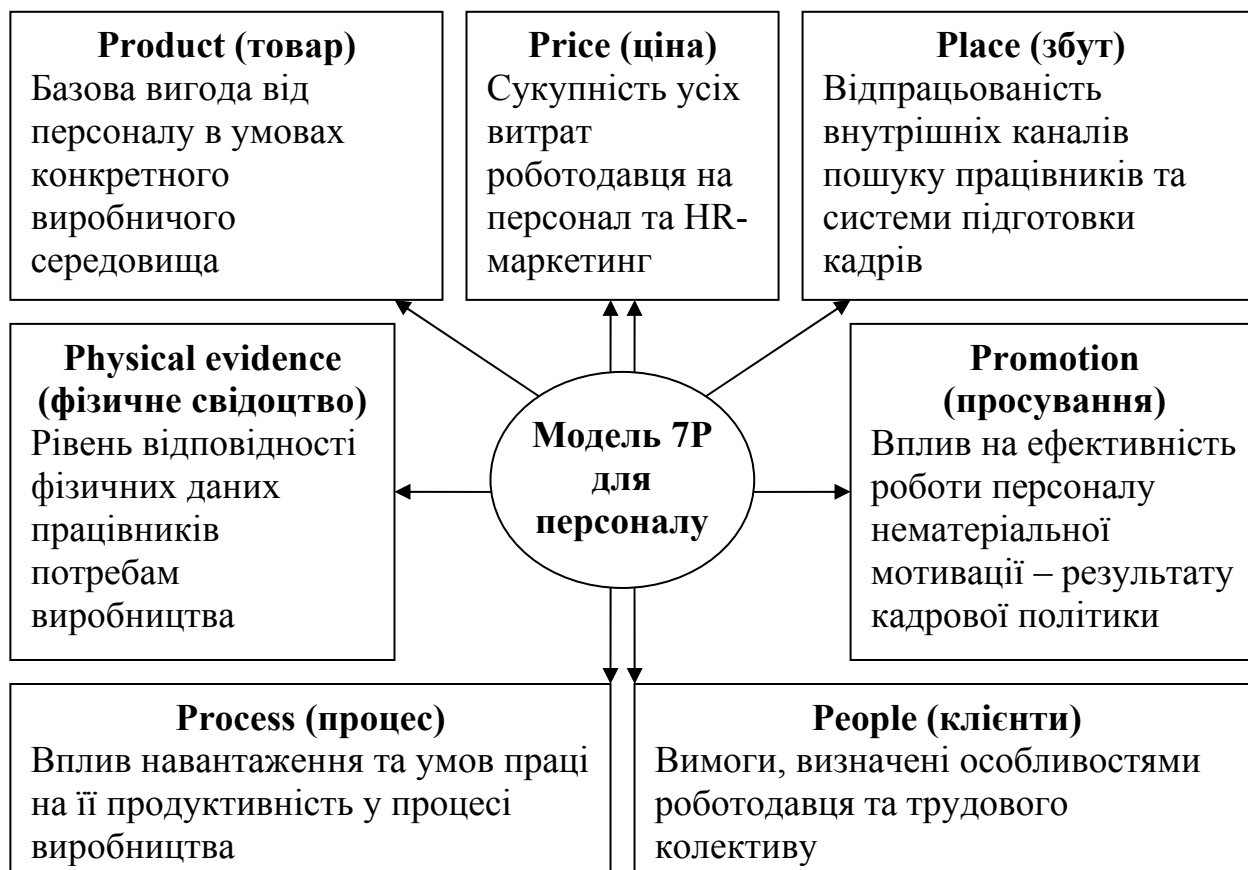 Product (товар)
Базова вигода від
персоналу в умовах
конкретного
виробничого
середовища
Price (ціна)
Сукупність усіх
витрат
роботодавця на
персонал та HR-
маркетинг
Place (збут)
Відпрацьованість
внутрішніх каналів
пошуку працівників та
системи підготовки
кадрів
Physical evidence
(фізичне свідоцтво)
Рівень відповідності
фізичних даних
працівників
потребам
виробництва
Модель 7Р
для
персоналу
Promotion
(просування)
Вплив на ефективність
роботи персоналу
нематеріальної
мотивації – результату
кадрової політики
Process (процес)
Вплив навантаження та умов праці
на її продуктивність у процесі
виробництва
People (клієнти)
Вимоги, визначені особливостями
роботодавця та трудового
колективу